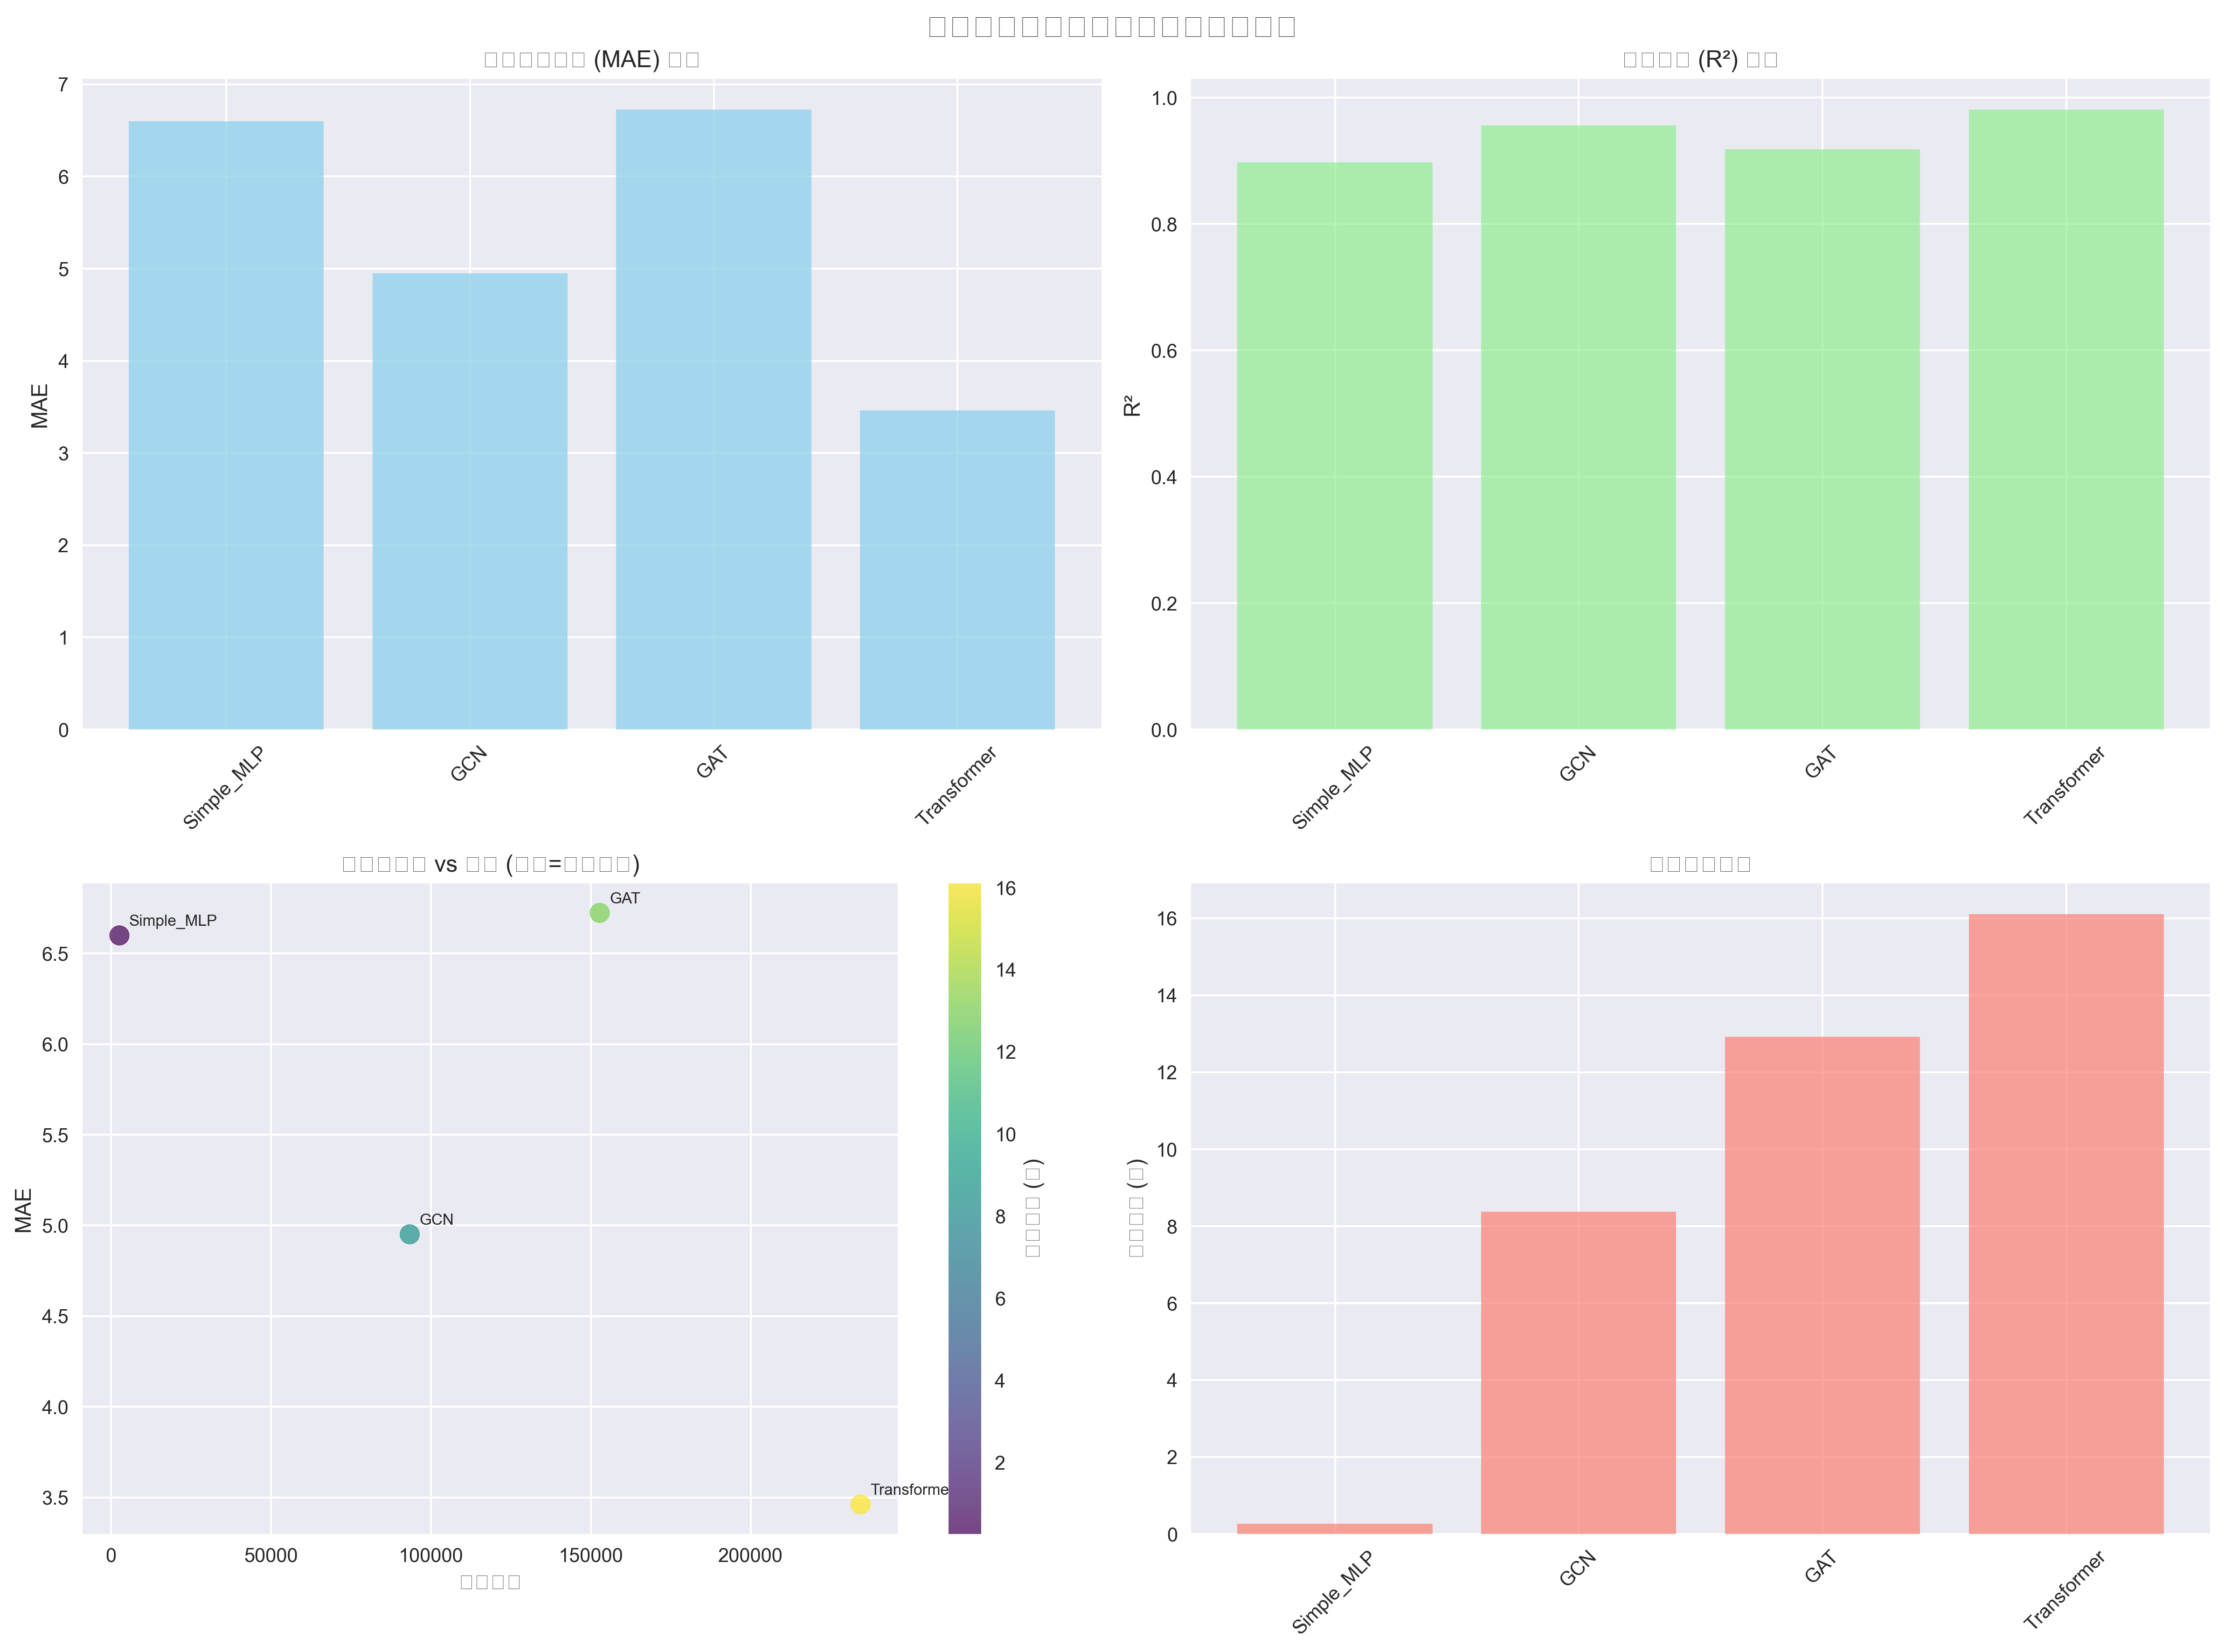 (MAE)
7
6
5
4
3
2
1
0
MAE
Simple_MLP
GCN
GAT
Transformer
(R²)
1.0
0.8
0.6
0.4
0.2
0.0
R²
Simple_MLP
GCN
GAT
Transformer
vs ( = )
6.5
6.0
5.5
5.0
4.5
4.0
3.5
MAE
Simple_MLP
GAT
GCN
Transforme
0
50000
100000
150000
200000
16
14
12
10
8
6
4
2
16
14
12
10
8
6
4
2
0
Simple_MLP
GCN
GAT
Transformer